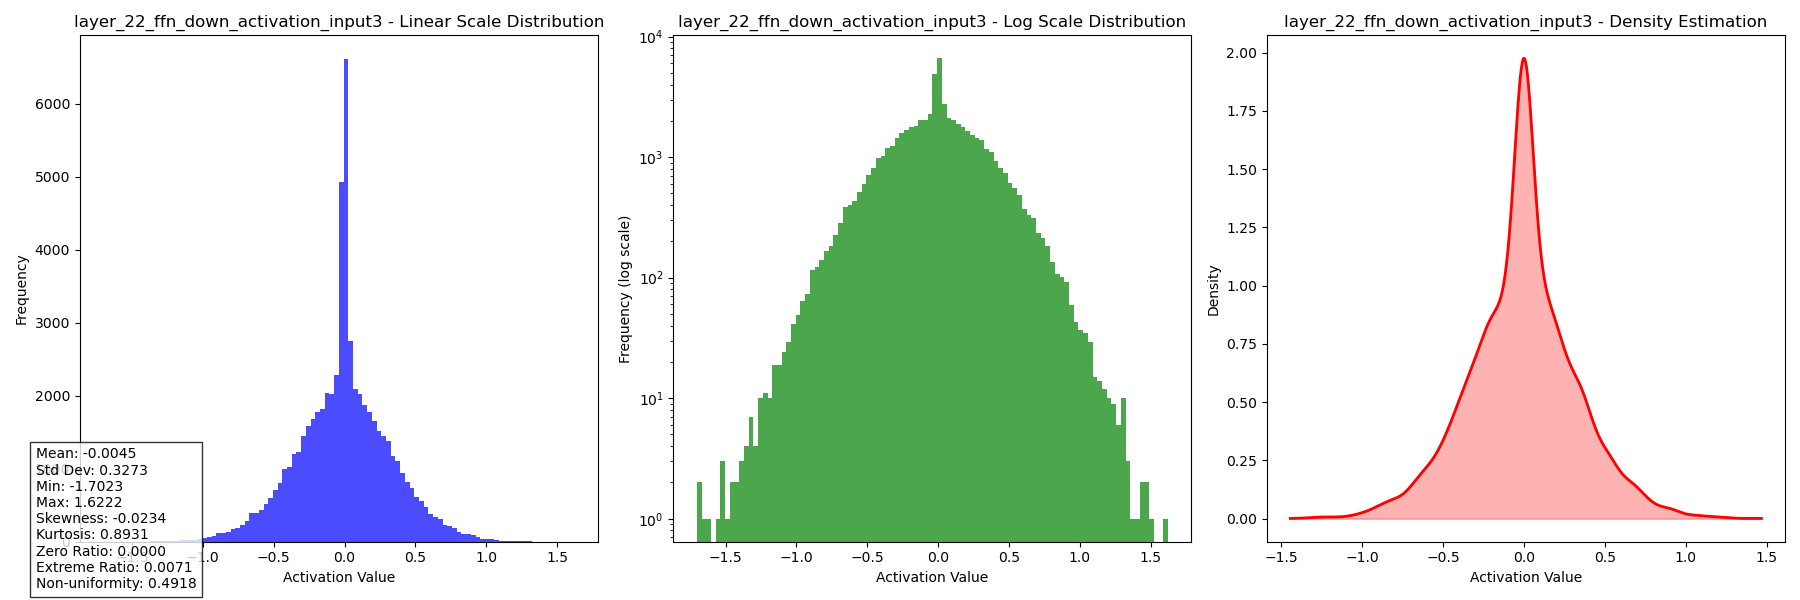 layer_22_ffn_down_activation_input3 - Linear Scale Distribution
6000
5000
4000
3000
2000
Frequency
Mean: -0.0045
Std Dev: 0.3273
Min: -1.7023
Max: 1.6222
Skewness: -0.0234
Kurtosis: 0.8931
Zero Ratio: 0.0000
Extreme Ratio: 0.0071
Non-uniformity: 0.4918
−0.5 0.0 0.5 1.0 1.5
Activation Value
layer_22_ffn_down_activation_input3 - Log Scale Distribution
10⁴
10³
10²
10¹
10⁰
Frequency (log scale)
−1.5 −1.0 −0.5 0.0 0.5 1.0 1.5
Activation Value
layer_22_ffn_down_activation_input3 - Density Estimation
2.00
1.75
1.50
1.25
1.00
0.75
0.50
0.25
0.00
Density
−1.5 −1.0 −0.5 0.0 0.5 1.0 1.5
Activation Value